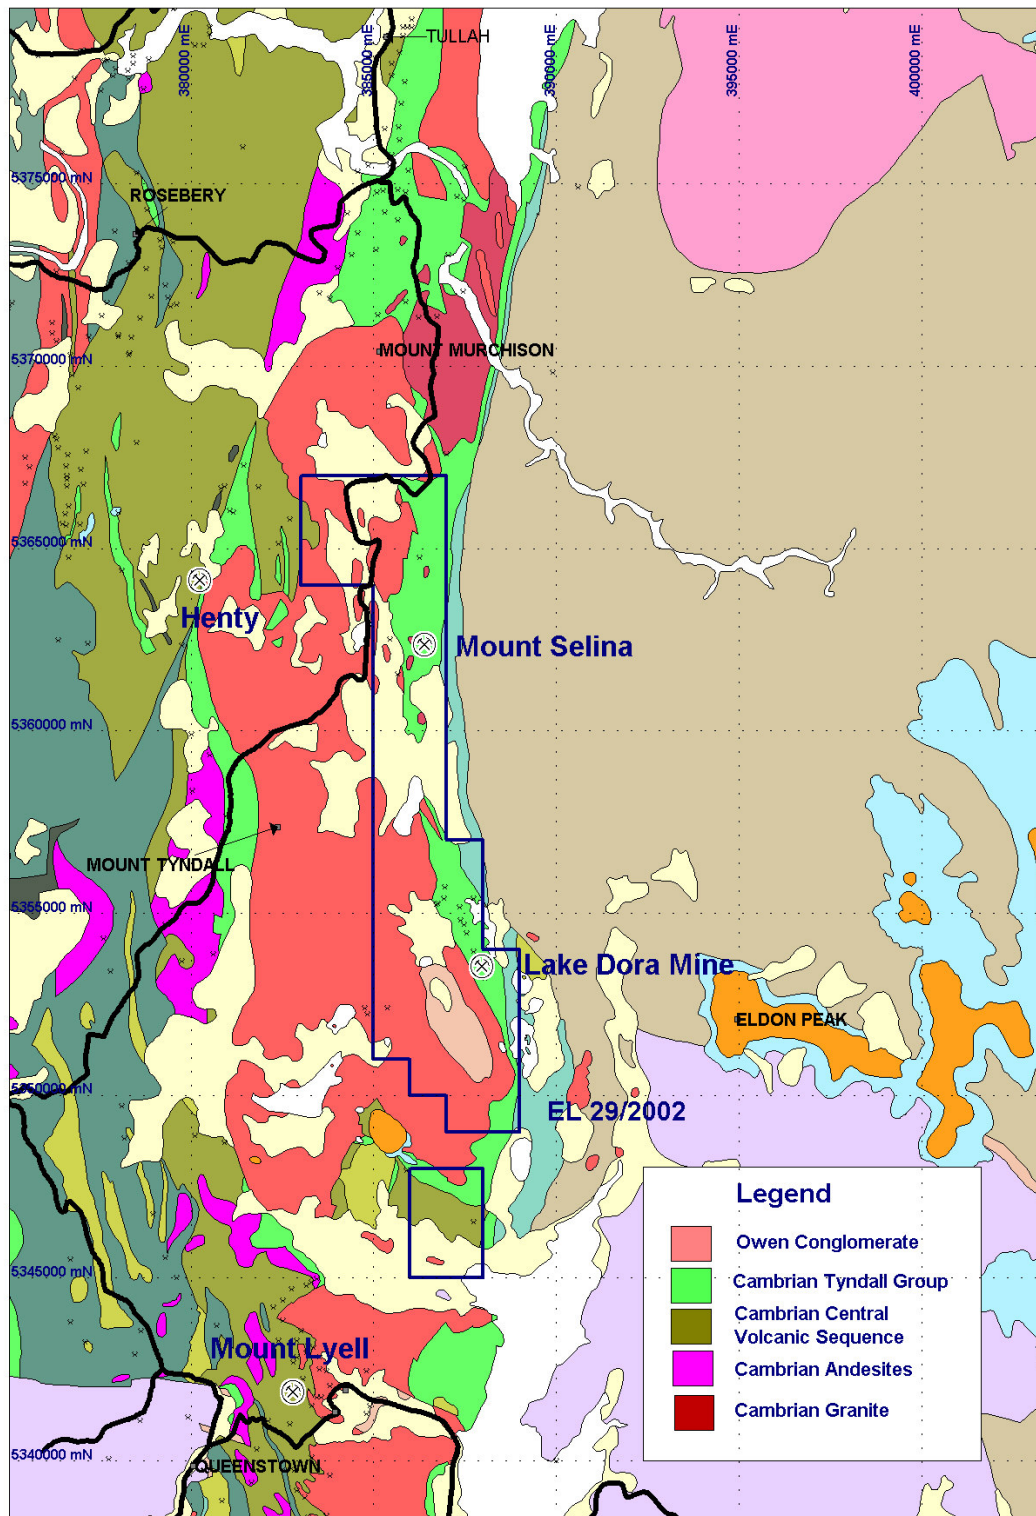 TULLAH
380000 mE
385000 mE
390000 mE
395000 mE
400000 mE
5375000 mN
ROSEBERY
MOUNT MURCHISON
5370000 mN
5365000 mN
Henty
Mount Selina
5360000 mN
MOUNT TYNDALL
5355000 mN
Lake Dora Mine
ELDON PEAK
5350000 mN
EL 29/2002
Legend
Owen Conglomerate
Cambrian Tyndall Group
Cambrian Central
Volcanic Sequence
Cambrian Andesites
Cambrian Granite
5345000 mN
Mount Lyell
5340000 mN
QUEENSTOWN